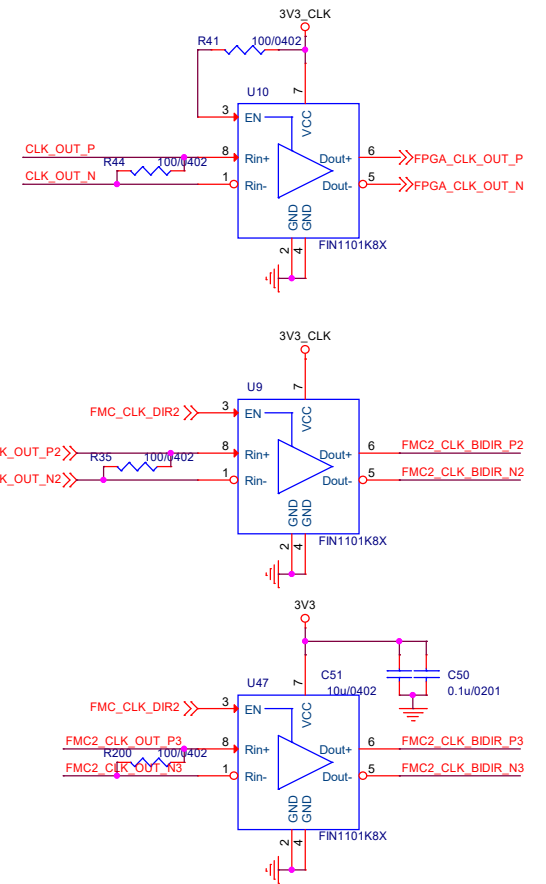 3V3_CLK
R41 100/0402
U10
7
3 EN VCC
CLK_OUT_P
R44 100/0402
8 Rin+ Dout+ 6 FPGA_CLK_OUT_P
CLK_OUT_N
1 Rin- Dout- 5 FPGA_CLK_OUT_N
GND GND
2 4 FIN1101K8X
3V3_CLK
U9
7
FMC_CLK_DIR2 3 EN VCC
K_OUT_P2 8 Rin+ Dout+ 6 FMC2_CLK_BIDIR_P2
R35 100/0402
K_OUT_N2 1 Rin- Dout- 5 FMC2_CLK_BIDIR_N2
GND GND
2 4 FIN1101K8X
3V3
U47 7 C51 C50
10u/0402 0.1u/0201
FMC_CLK_DIR2 3 EN VCC
FMC2_CLK_OUT_P3 8 Rin+ Dout+ 6 FMC2_CLK_BIDIR_P3
R200 100/0402
FMC2_CLK_OUT_N3 1 Rin- Dout- 5 FMC2_CLK_BIDIR_N3
GND GND
2 4 FIN1101K8X